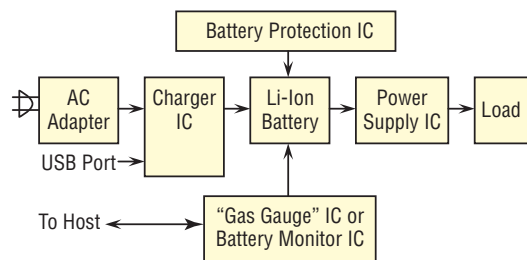 Battery Protection IC
AC
Adapter
Charger
IC
Li-Ion
Battery
Power
Supply IC
Load
USB Port
To Host
“Gas Gauge” IC or
Battery Monitor IC